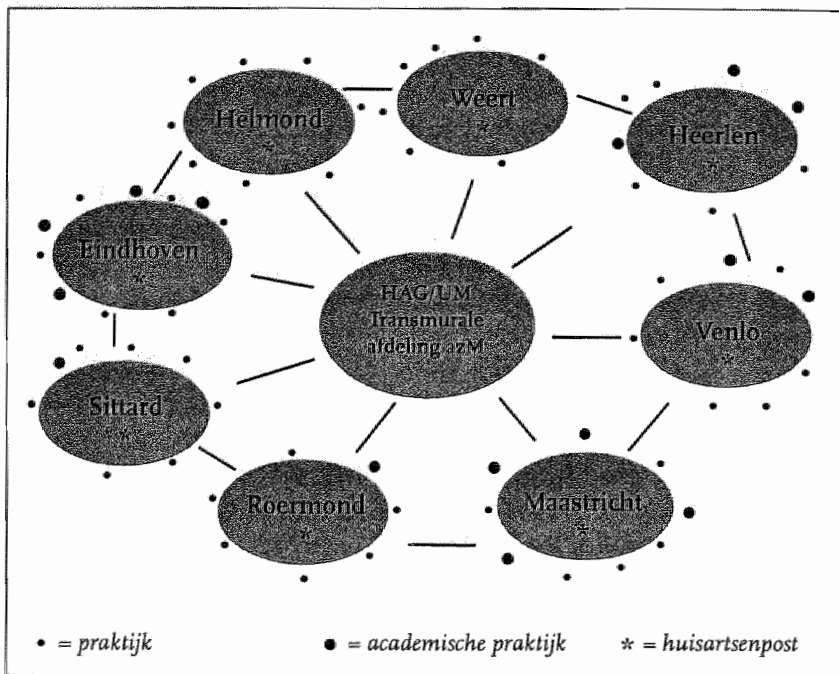 Helmond
*
Weert
*
Heerlen
*
Eindhoven
*
HAG/UM
Transmurale
afdeling azM
Venlo
*
Sittard
*
Roermond
*
Maastricht
*
• = praktijk
● = academische praktijk
* = huisartsenpost